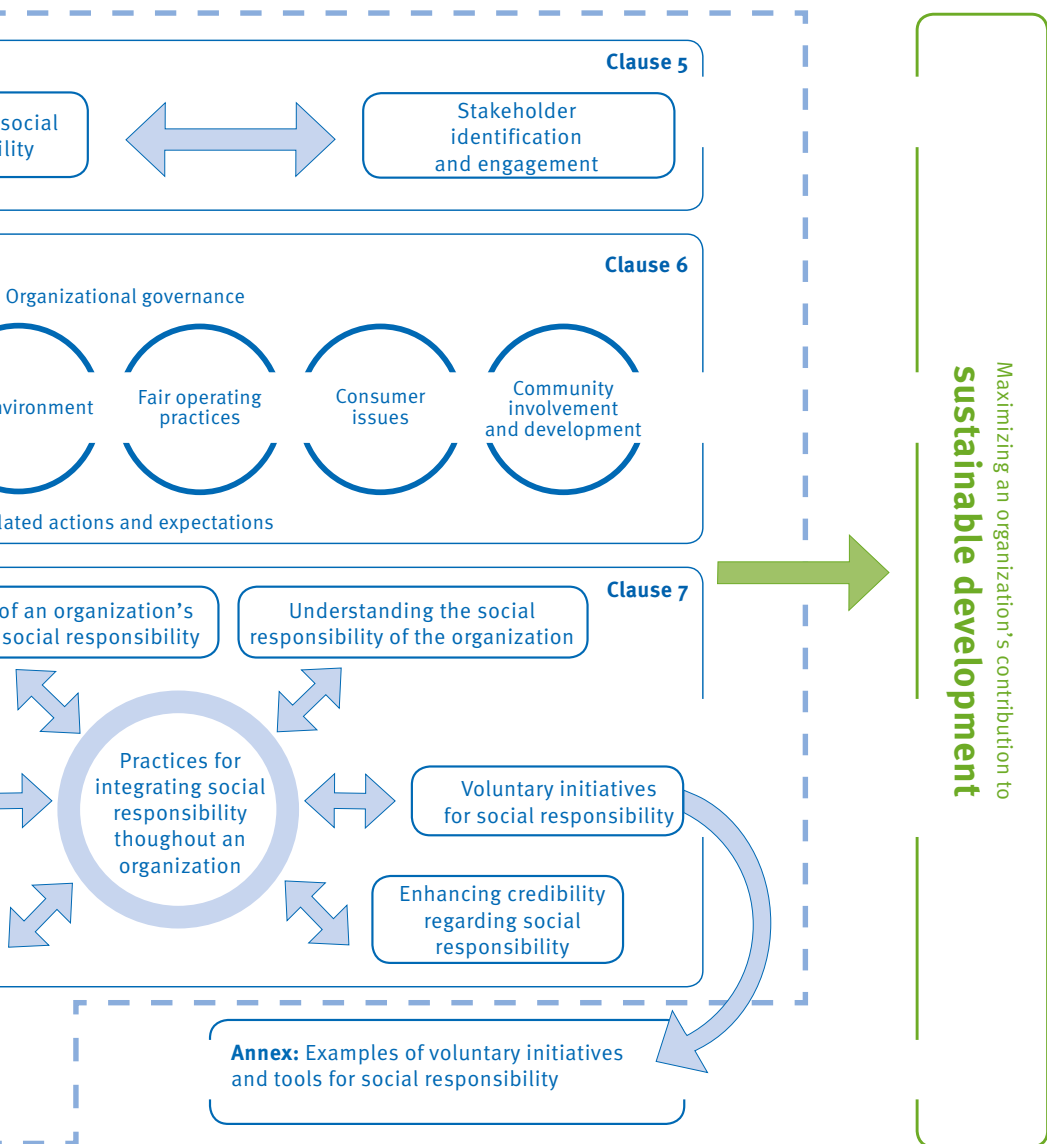 Clause 5
social
ility
Stakeholder
identification
and engagement
Clause 6
Organizational governance
nvironment
Fair operating
practices
Consumer
issues
Community
involvement
and development
lated actions and expectations
Clause 7
of an organization’s
social responsibility
Understanding the social
responsibility of the organization
Practices for
integrating social
responsibility
thoughout an
organization
Voluntary initiatives
for social responsibility
Enhancing credibility
regarding social
responsibility
Annex: Examples of voluntary initiatives
and tools for social responsibility
Maximizing an organization’s contribution to
sustainable development